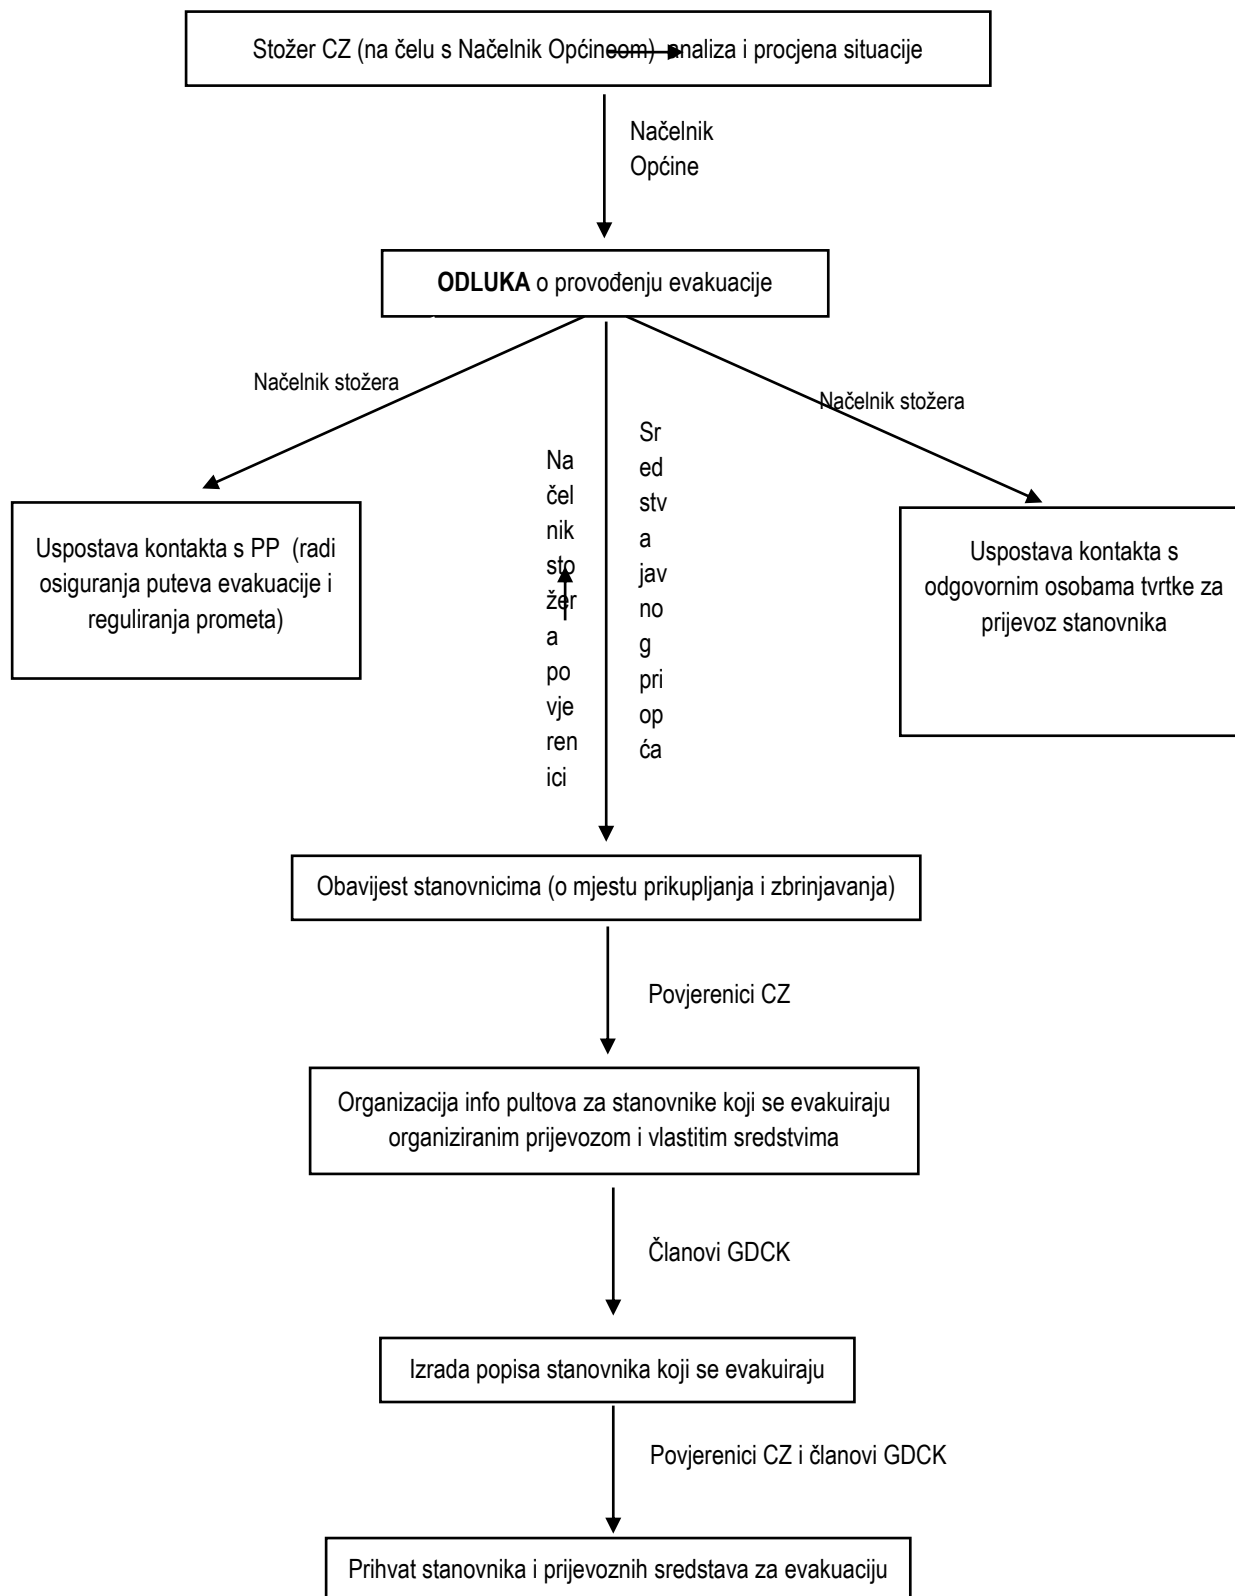 Stožer CZ (na čelu s Načelnik Općineom) analiza i procjena situacije
Načelnik
Općine
ODLUKA o provođenju evakuacije
Načelnik stožera
Načelnik stožera
Na
čel
nik
sto
žer
a
po
vje
ren
ici
Sr
ed
stv
a
jav
no
g
pri
op
ća
Uspostava kontakta s PP (radi
osiguranja puteva evakuacije i
reguliranja prometa)
Uspostava kontakta s
odgovornim osobama tvrtke za
prijevoz stanovnika
Obavijest stanovnicima (o mjestu prikupljanja i zbrinjavanja)
Povjerenici CZ
Organizacija info pultova za stanovnike koji se evakuiraju
organiziranim prijevozom i vlastitim sredstvima
Članovi GDCK
Izrada popisa stanovnika koji se evakuiraju
Povjerenici CZ i članovi GDCK
Prihvat stanovnika i prijevoznih sredstava za evakuaciju